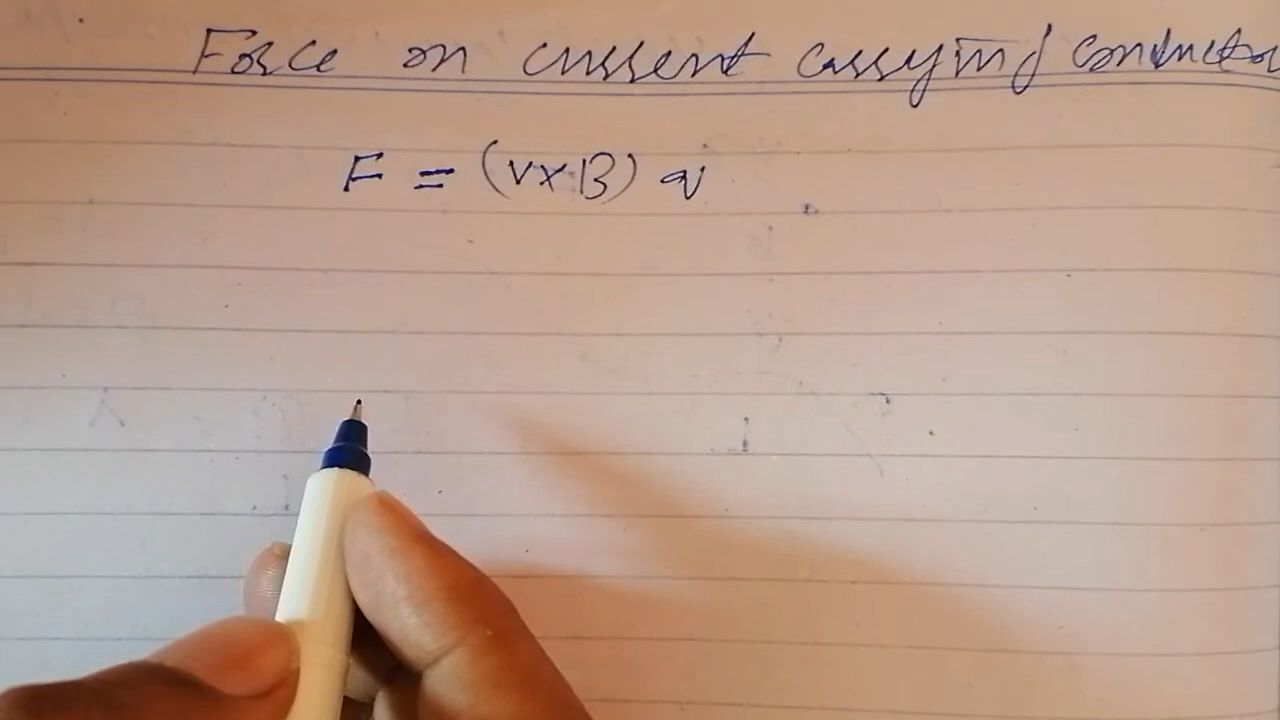 Force on current carrying conductor
F = (v×B) q